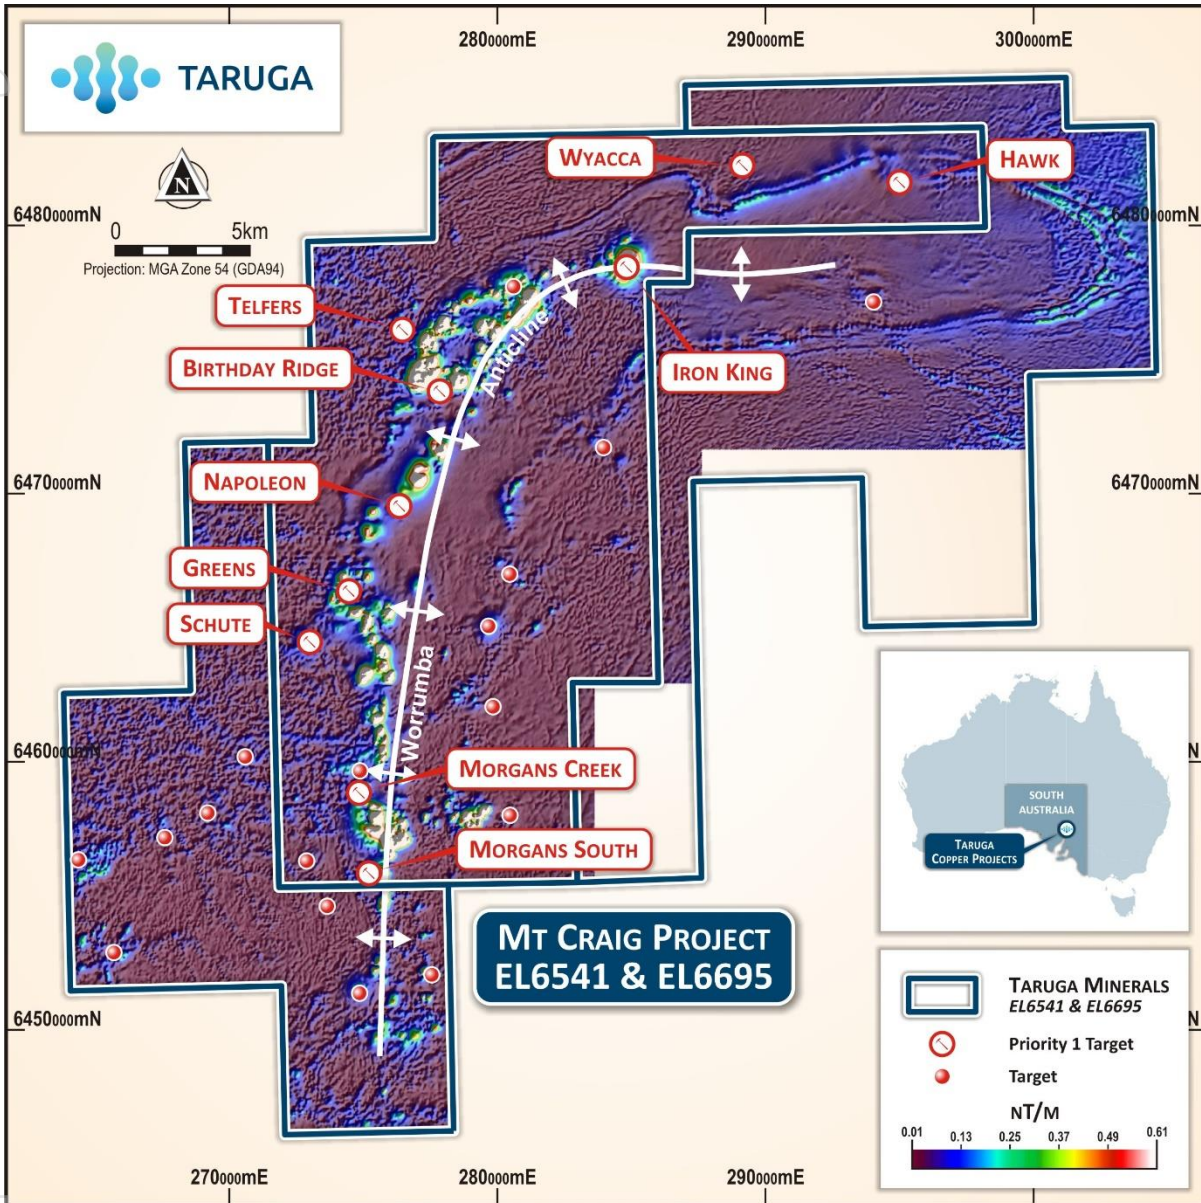 280000mE
290000mE
300000mE
TARUGA
N
6480000mN
0
5km
Projection: MGA Zone 54 (GDA94)
WYACCA
HAWK
6480000mN
TELFERS
BIRTHDAY RIDGE
IRON KING
Anticline
NAPOLEON
6470000mN
6470000mN
GREENS
SCHUTE
Worrumba
6460000mN
MORGANS CREEK
MORGANS SOUTH
MT CRAIG PROJECT
EL6541 & EL6695
SOUTH
AUSTRALIA
TARUGA
COPPER PROJECTS
6450000mN
TARUGA MINERALS
EL6541 & EL6695
Priority 1 Target
Target
NT/M
0.01
0.13
0.25
0.37
0.49
0.61
270000mE
280000mE
290000mE